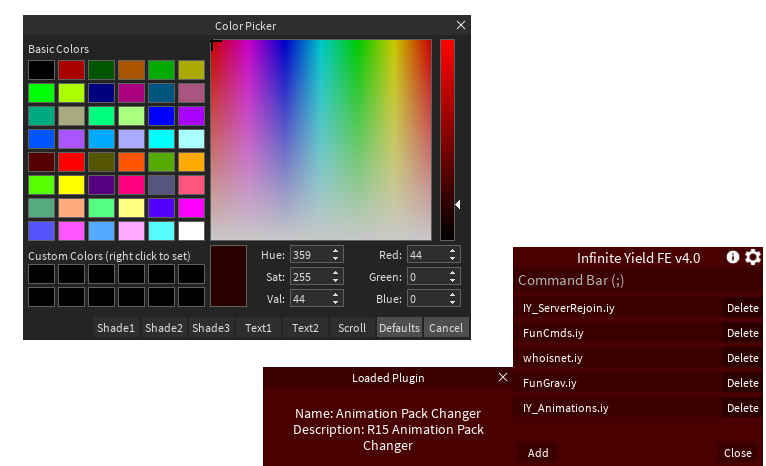 Color Picker
Basic Colors
Custom Colors (right click to set)
Hue: 359
Red: 44
Sat: 255
Green: 0
Val: 44
Blue: 0
Shade1 Shade2 Shade3 Text1 Text2 Scroll Defaults Cancel
Infinite Yield FE v4.0
Command Bar (;)
IY_ServerRejoin.iy Delete
FunCmds.iy Delete
whoisnet.iy Delete
FunGrav.iy Delete
IY_Animations.iy Delete
Add Close
Loaded Plugin
Name: Animation Pack Changer
Description: R15 Animation Pack
Changer